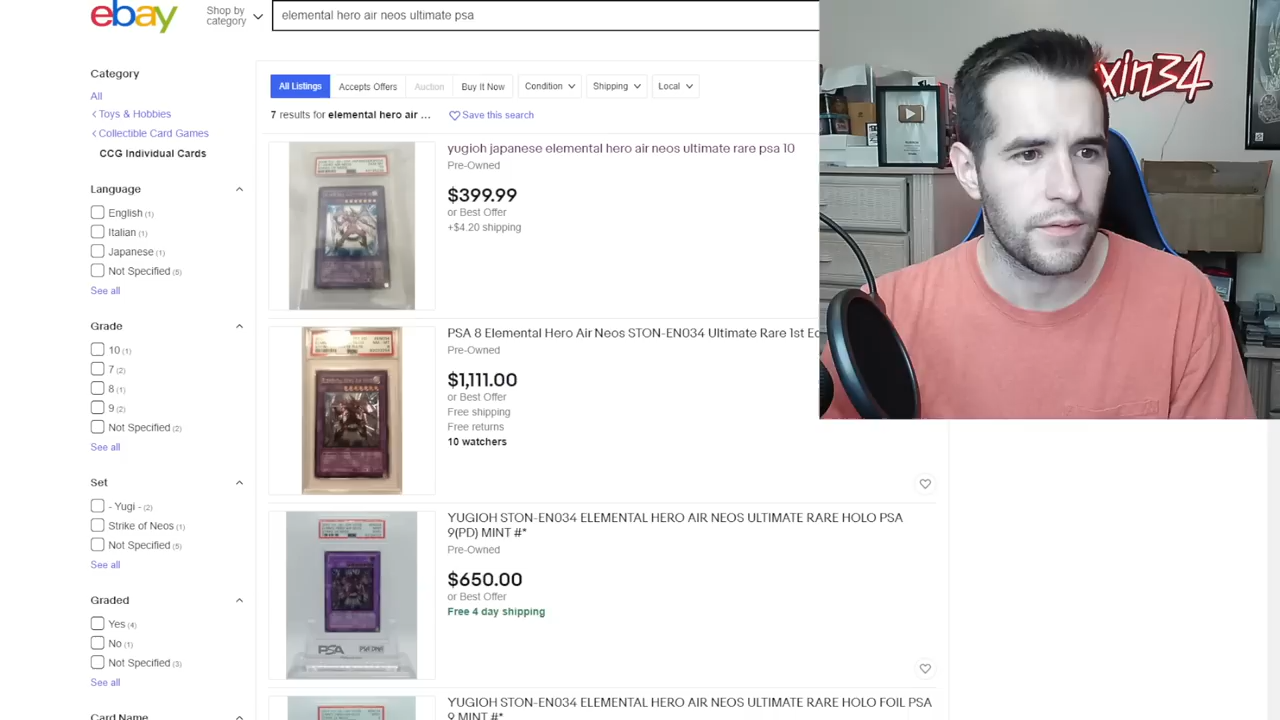 ebay
Shop by
category
elemental hero air neos ultimate psa
Category
All
Toys & Hobbies
Collectible Card Games
CCG Individual Cards
Language
English (1)
Italian (1)
Japanese (1)
Not Specified (5)
See all
Grade
10 (1)
7 (2)
8 (1)
9 (2)
Not Specified (2)
See all
Set
- Yugi - (2)
Strike of Neos (1)
Not Specified (5)
See all
Graded
Yes (4)
No (1)
Not Specified (3)
See all
Card Name
All Listings
Accepts Offers
Auction
Buy It Now
Condition
Shipping
Local
7 results for elemental hero air ...
Save this search
yugioh japanese elemental hero air neos ultimate rare psa 10
Pre-Owned
$399.99
or Best Offer
+$4.20 shipping
PSA 8 Elemental Hero Air Neos STON-EN034 Ultimate Rare 1st Ed
Pre-Owned
$1,111.00
or Best Offer
Free shipping
Free returns
10 watchers
YUGIOH STON-EN034 ELEMENTAL HERO AIR NEOS ULTIMATE RARE HOLO PSA
9(PD) MINT #*
Pre-Owned
$650.00
or Best Offer
Free 4 day shipping
PSA
YUGIOH STON-EN034 ELEMENTAL HERO AIR NEOS ULTIMATE RARE HOLO FOIL PSA
9 MINT #*
xin34